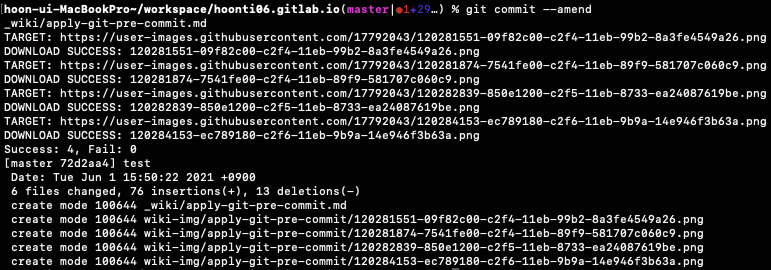 [hoon-ui-MacBookPro~/workspace/hoonti06.gitlab.io(master|●1+29…) % git commit --amend
_wiki/apply-git-pre-commit.md
TARGET: https://user-images.githubusercontent.com/17792043/120281551-09f82c00-c2f4-11eb-99b2-8a3fe4549a26.png
DOWNLOAD SUCCESS: 120281551-09f82c00-c2f4-11eb-99b2-8a3fe4549a26.png
TARGET: https://user-images.githubusercontent.com/17792043/120281874-7541fe00-c2f4-11eb-89f9-581707c060c9.png
DOWNLOAD SUCCESS: 120281874-7541fe00-c2f4-11eb-89f9-581707c060c9.png
TARGET: https://user-images.githubusercontent.com/17792043/120282839-850e1200-c2f5-11eb-8733-ea24087619be.png
DOWNLOAD SUCCESS: 120282839-850e1200-c2f5-11eb-8733-ea24087619be.png
TARGET: https://user-images.githubusercontent.com/17792043/120284153-ec789180-c2f6-11eb-9b9a-14e946f3b63a.png
DOWNLOAD SUCCESS: 120284153-ec789180-c2f6-11eb-9b9a-14e946f3b63a.png
Success: 4, Fail: 0
[master 72d2aa4] test
 Date: Tue Jun 1 15:50:22 2021 +0900
 6 files changed, 76 insertions(+), 13 deletions(-)
 create mode 100644 _wiki/apply-git-pre-commit.md
 create mode 100644 wiki-img/apply-git-pre-commit/120281551-09f82c00-c2f4-11eb-99b2-8a3fe4549a26.png
 create mode 100644 wiki-img/apply-git-pre-commit/120281874-7541fe00-c2f4-11eb-89f9-581707c060c9.png
 create mode 100644 wiki-img/apply-git-pre-commit/120282839-850e1200-c2f5-11eb-8733-ea24087619be.png
 create mode 100644 wiki-img/apply-git-pre-commit/120284153-ec789180-c2f6-11eb-9b9a-14e946f3b63a.png